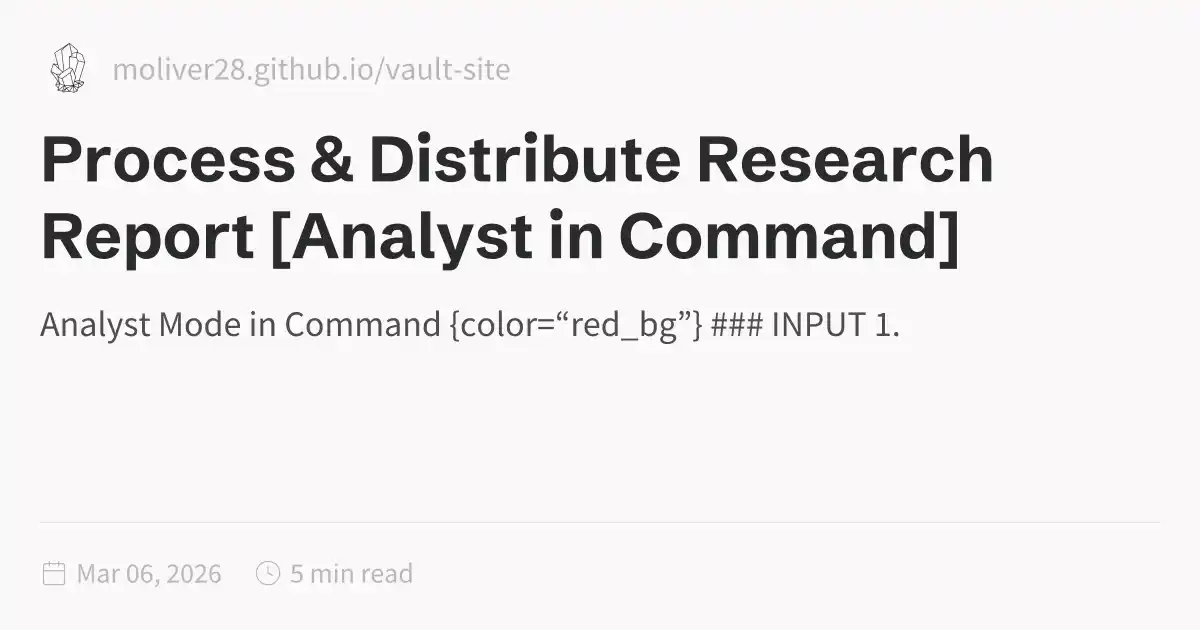 moliver28.github.io/vault-site
Process & Distribute Research
Report [Analyst in Command]
Analyst Mode in Command {color=“red_bg”} ### INPUT 1.
Mar 06, 2026
5 min read